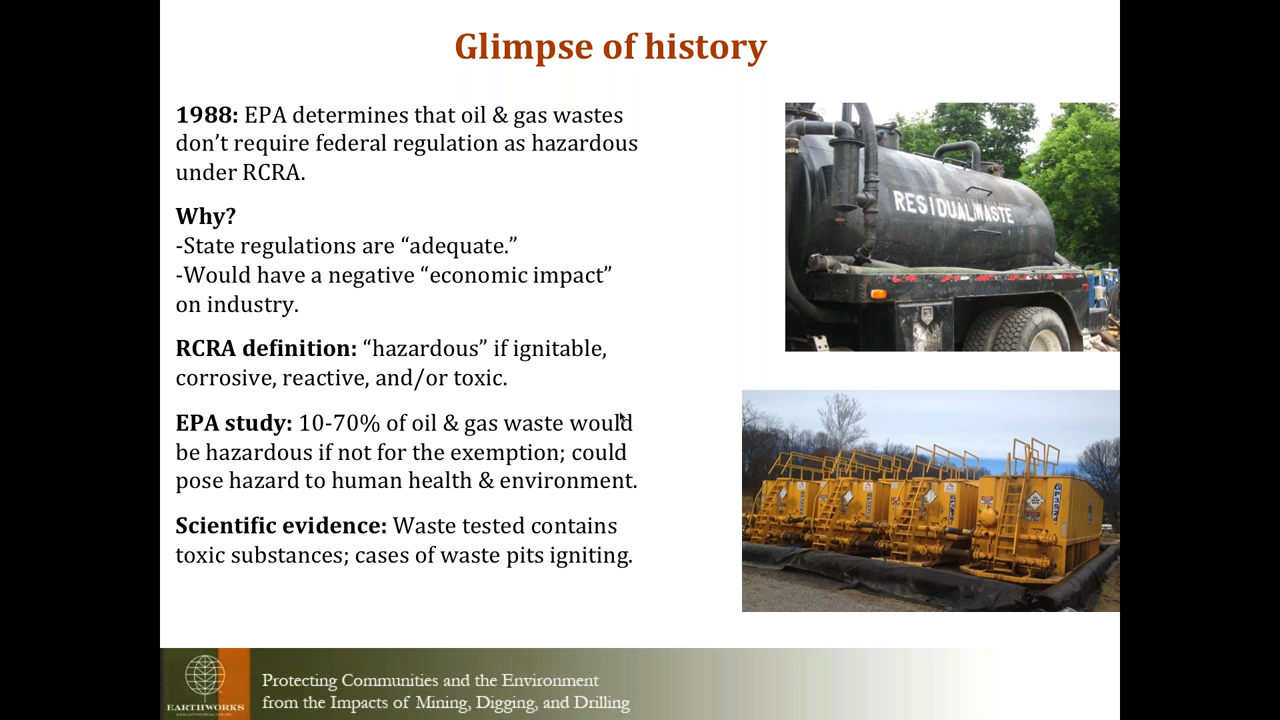 Glimpse of history
1988: EPA determines that oil & gas wastes
don’t require federal regulation as hazardous
under RCRA.
Why?
-State regulations are “adequate.”
-Would have a negative “economic impact”
on industry.
RCRA definition: “hazardous” if ignitable,
corrosive, reactive, and/or toxic.
EPA study: 10-70% of oil & gas waste would
be hazardous if not for the exemption; could
pose hazard to human health & environment.
Scientific evidence: Waste tested contains
toxic substances; cases of waste pits igniting.
RESIDUAL WASTE
EARTHWORKS
Protecting Communities and the Environment
from the Impacts of Mining, Digging, and Drilling